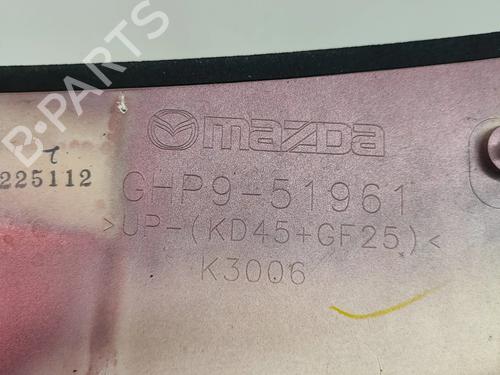 mazda
225112
GHP9-51961
>UP-(KD45+GF25)<
K3006
B-PARTS